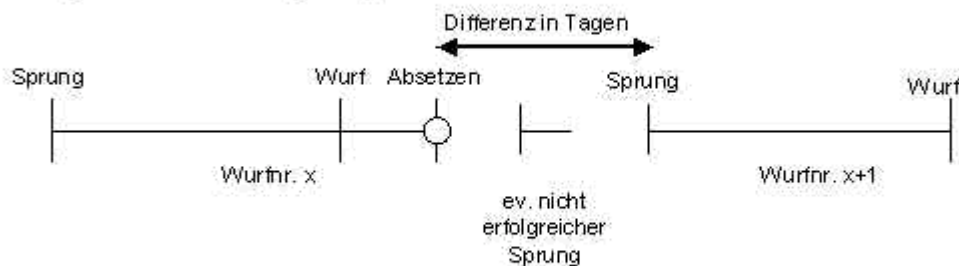 Differenz in Tagen
Sprung Wurf Absetzen Sprung Wurf
Wurfnr. x Wurfnr. x+1
ev. nicht
erfolgreicher
Sprung